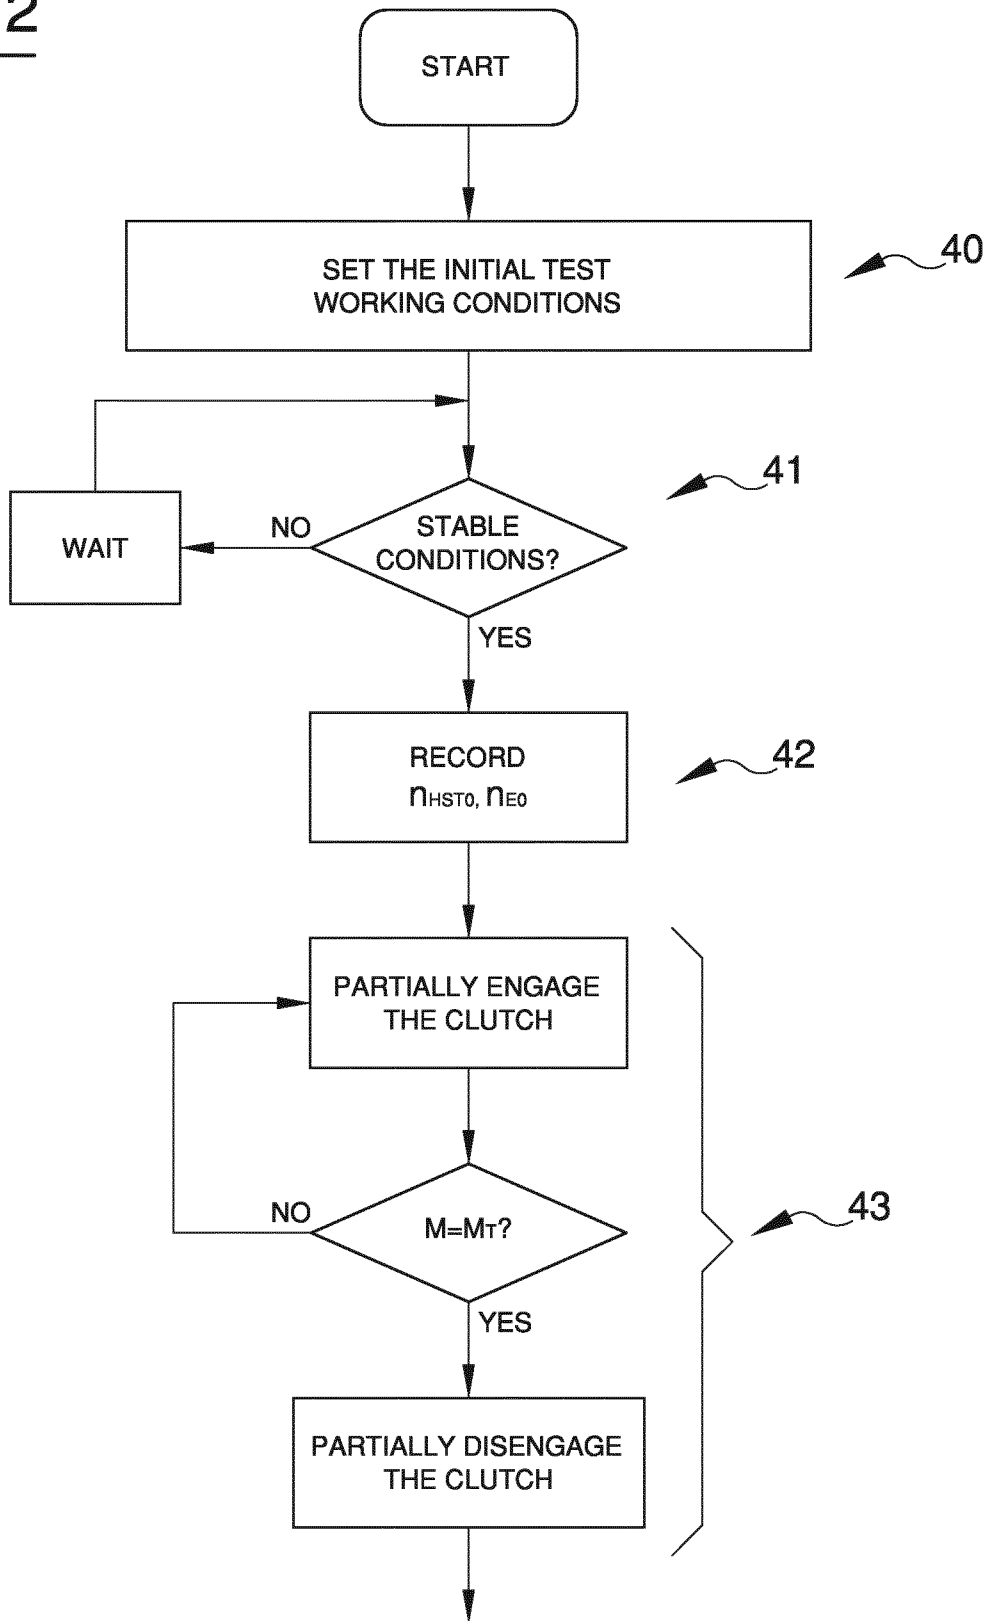 2
START
SET THE INITIAL TEST
WORKING CONDITIONS
40
STABLE
CONDITIONS?
41
NO
WAIT
YES
RECORD
nHST0, nE0
42
PARTIALLY ENGAGE
THE CLUTCH
M=MT?
NO
43
YES
PARTIALLY DISENGAGE
THE CLUTCH